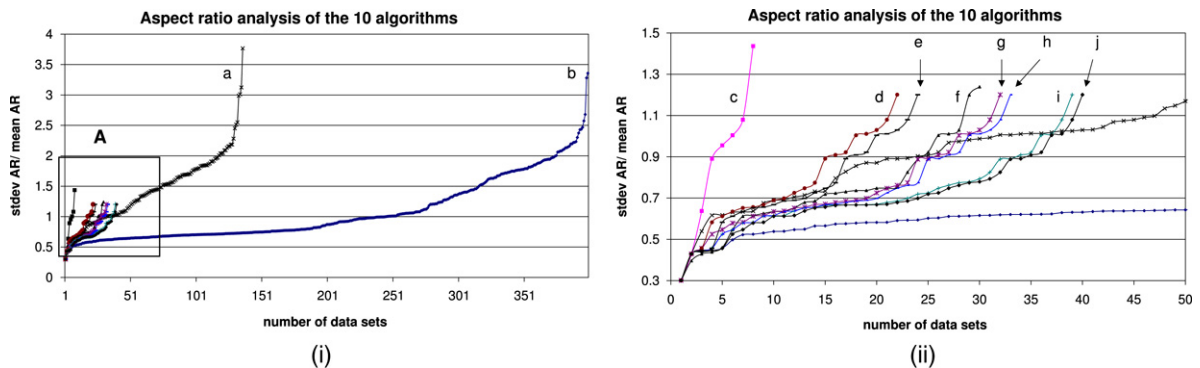 Aspect ratio analysis of the 10 algorithms
stdev AR/ mean AR
4
3.5
3
2.5
2
1.5
1
0.5
0
a
b
A
1 51 101 151 201 251 301 351
number of data sets
(i)
Aspect ratio analysis of the 10 algorithms
stdev AR/ mean AR
1.5
1.3
1.1
0.9
0.7
0.5
0.3
e g h j
c d f i
0 5 10 15 20 25 30 35 40 45 50
number of data sets
(ii)